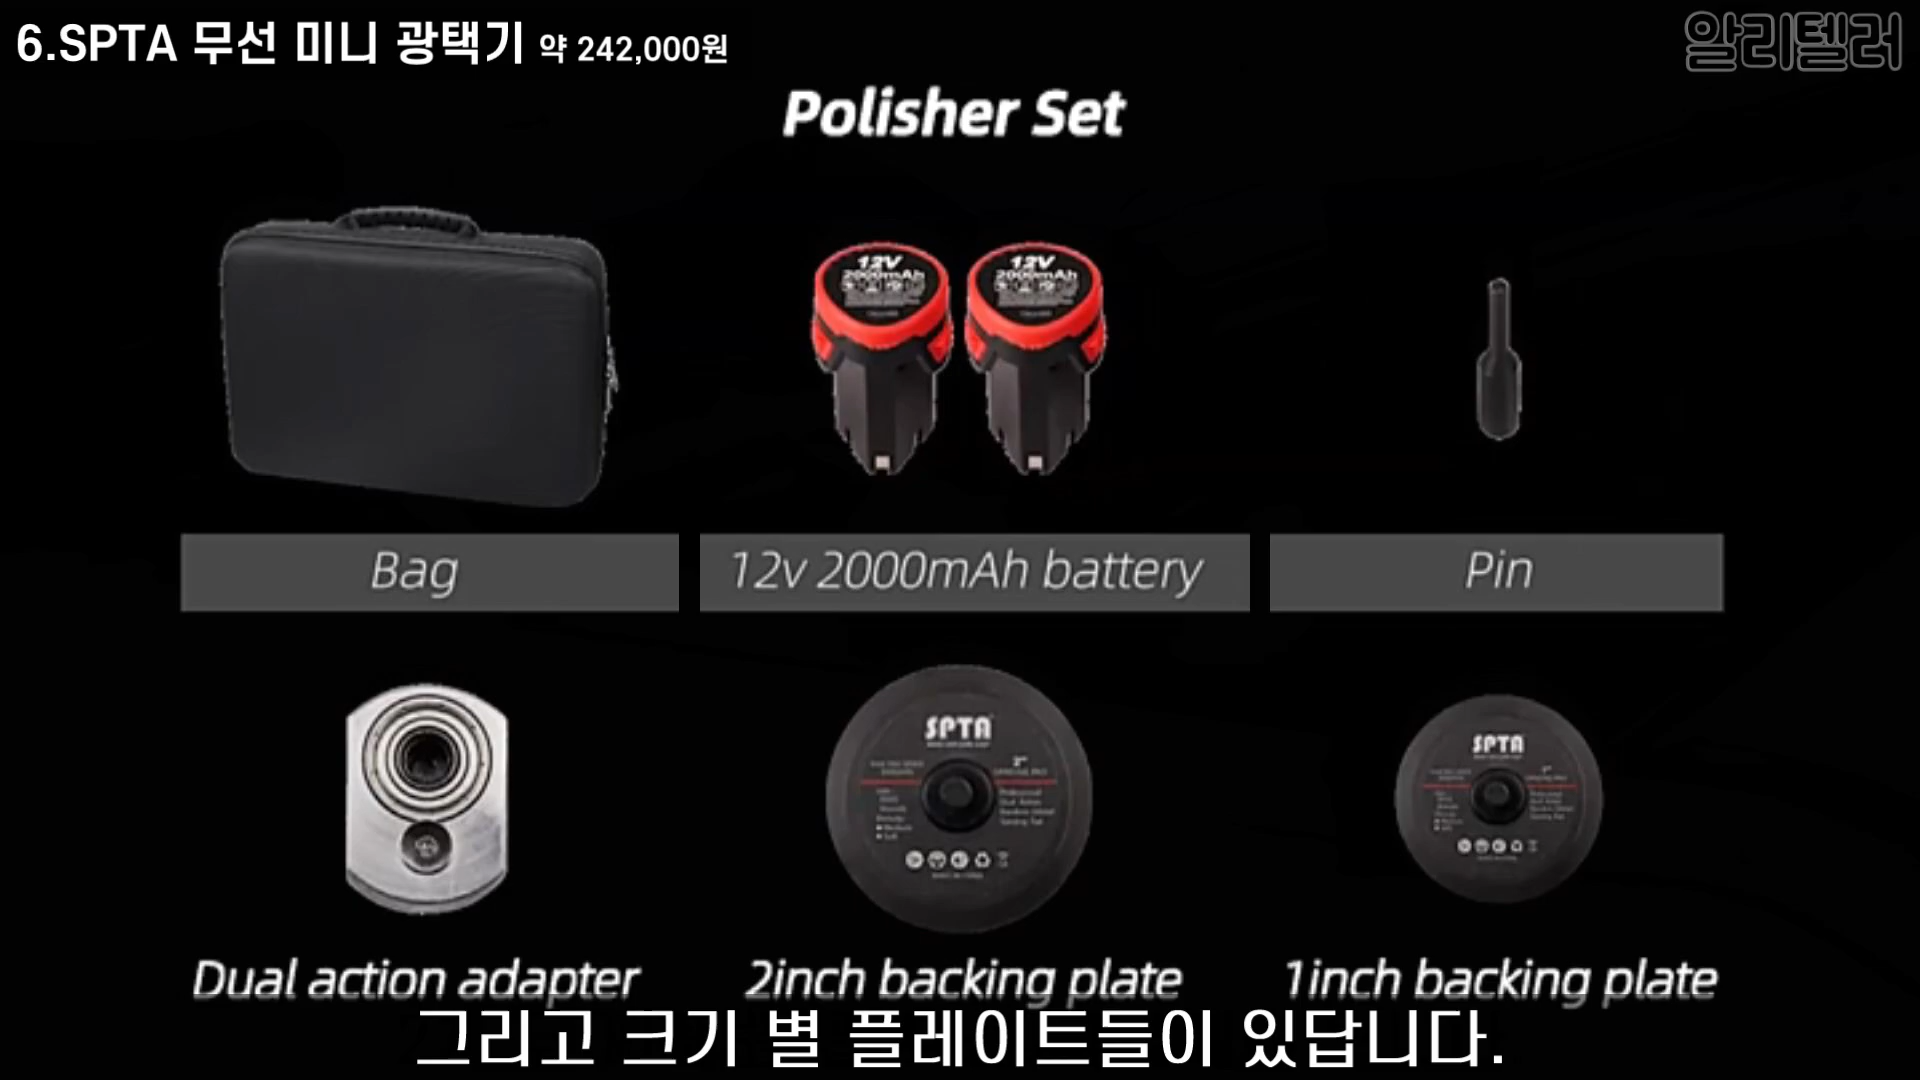 6.SPTA 무선 미니 광택기 약 242,000원
알리텔러
Polisher Set
12V
2000mAh
12V
2000mAh
Bag
12v 2000mAh battery
Pin
SPTA
2"
SPTA
1"
Dual action adapter
2inch backing plate
1inch backing plate
그리고 크기 별 플레이트들이 있답니다.